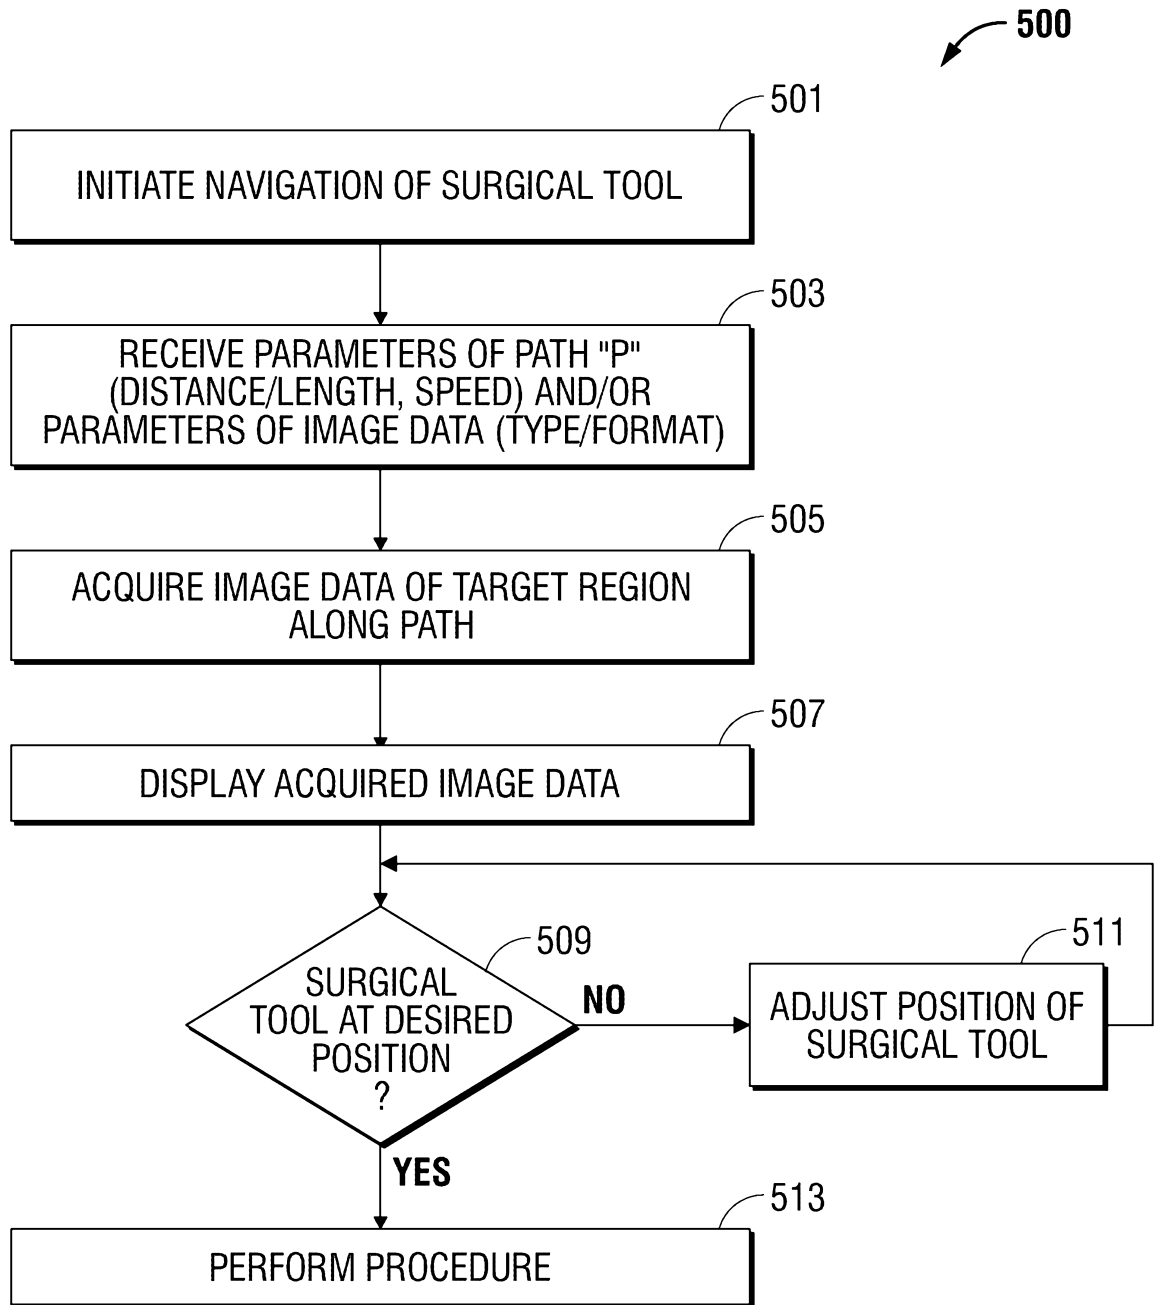 500
501
INITIATE NAVIGATION OF SURGICAL TOOL
503
RECEIVE PARAMETERS OF PATH "P"
(DISTANCE/LENGTH, SPEED) AND/OR
PARAMETERS OF IMAGE DATA (TYPE/FORMAT)
505
ACQUIRE IMAGE DATA OF TARGET REGION
ALONG PATH
507
DISPLAY ACQUIRED IMAGE DATA
509
SURGICAL
TOOL AT DESIRED
POSITION
?
NO
511
ADJUST POSITION OF
SURGICAL TOOL
YES
513
PERFORM PROCEDURE